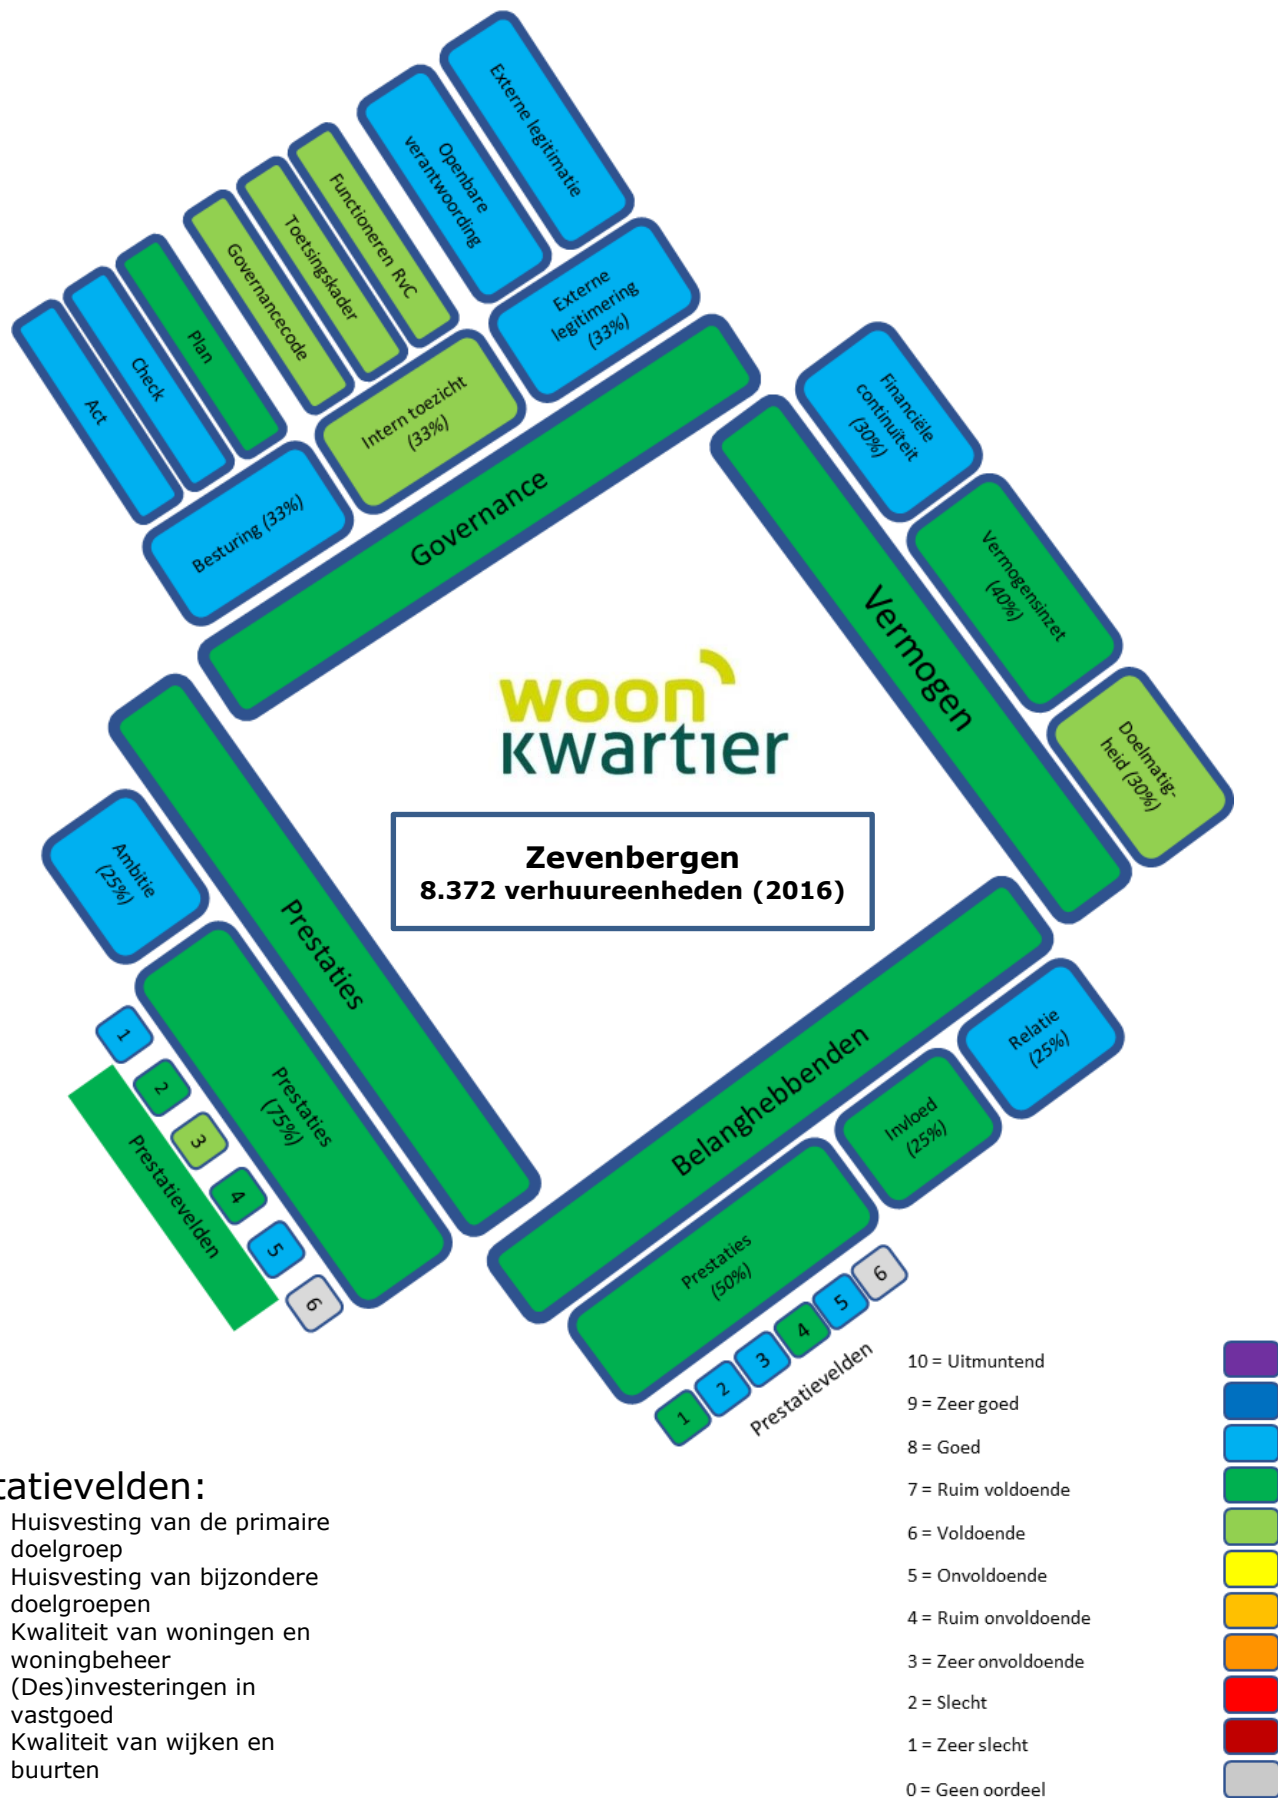 Externe legitimatie
Openbare
verantwoording
Functioneren RvC
Toetsingskader
Governancecode
Plan
Check
Act
Externe
legitimering
(33%)
Intern toezicht
(33%)
Besturing (33%)
Governance
Financiële
continuïteit
(30%)
Vermogensinzet
(40%)
Doelmatig-
heid (30%)
Vermogen
woon
kwartier
Zevenbergen
8.372 verhuureenheden (2016)
Ambitie
(25%)
Prestaties
Prestaties
(75%)
1
2
3
4
5
6
Prestatievelden
Belanghebbenden
Relatie
(25%)
Invloed
(25%)
Prestaties
(50%)
1
2
3
4
5
6
Prestatievelden
10 = Uitmuntend
9 = Zeer goed
8 = Goed
7 = Ruim voldoende
6 = Voldoende
5 = Onvoldoende
4 = Ruim onvoldoende
3 = Zeer onvoldoende
2 = Slecht
1 = Zeer slecht
0 = Geen oordeel
tatievelden:
Huisvesting van de primaire
doelgroep
Huisvesting van bijzondere
doelgroepen
Kwaliteit van woningen en
woningbeheer
(Des)investeringen in
vastgoed
Kwaliteit van wijken en
buurten